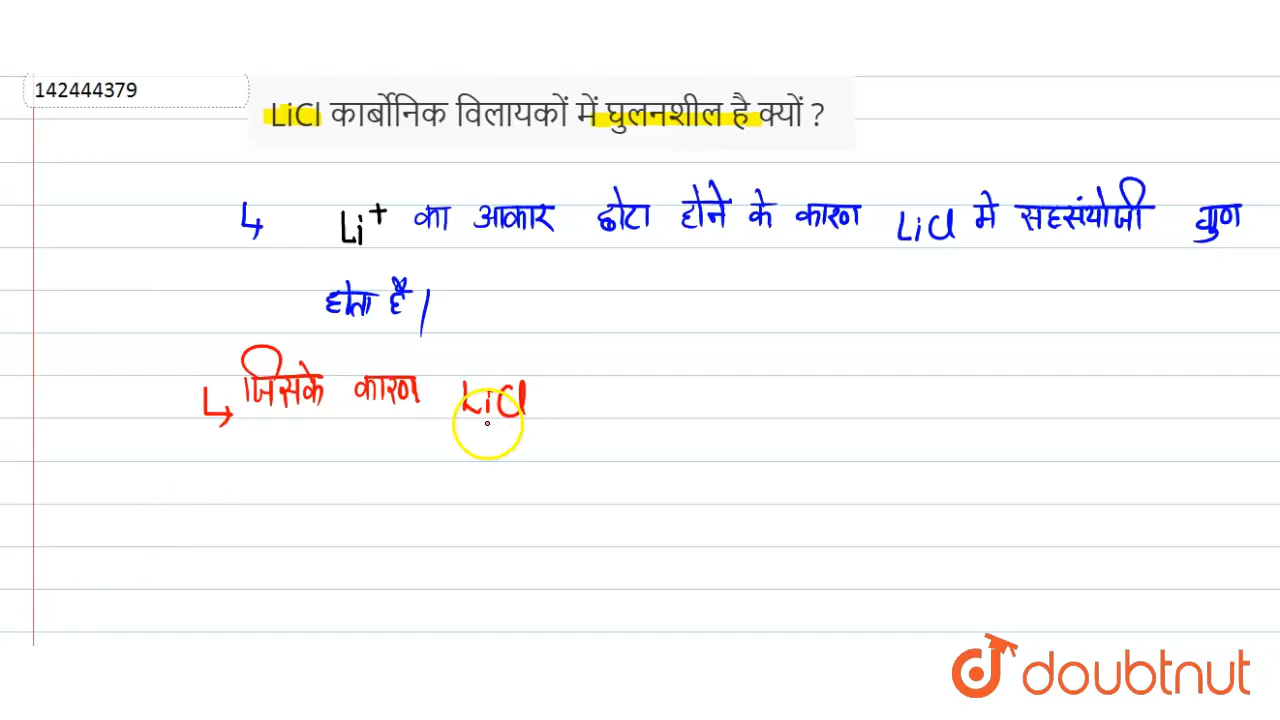 142444379
LiCl कार्बोनिक विलायकों में घुलनशील है क्यों ?
↳ Li⁺ का आकार छोटा होने के कारण LiCl मे सहसंयोजी गुण
होता है।
↳ जिसके कारण LiCl
doubtnut